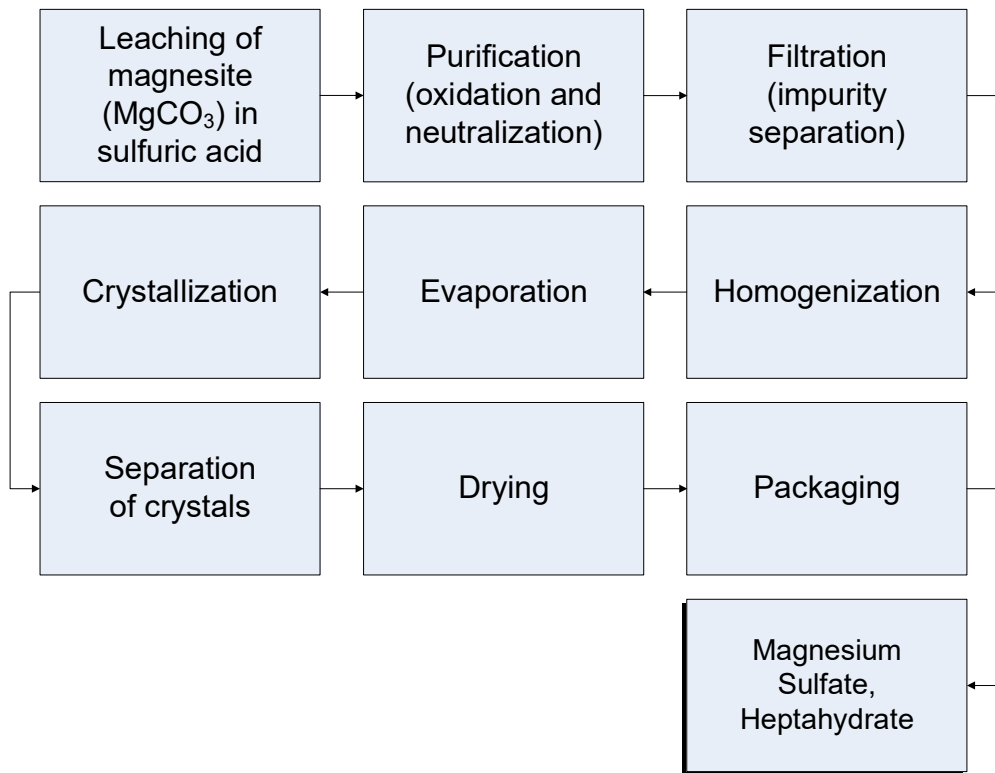 Leaching of
magnesite
(MgCO₃) in
sulfuric acid
Purification
(oxidation and
neutralization)
Filtration
(impurity
separation)
Homogenization
Evaporation
Crystallization
Separation
of crystals
Drying
Packaging
Magnesium
Sulfate,
Heptahydrate